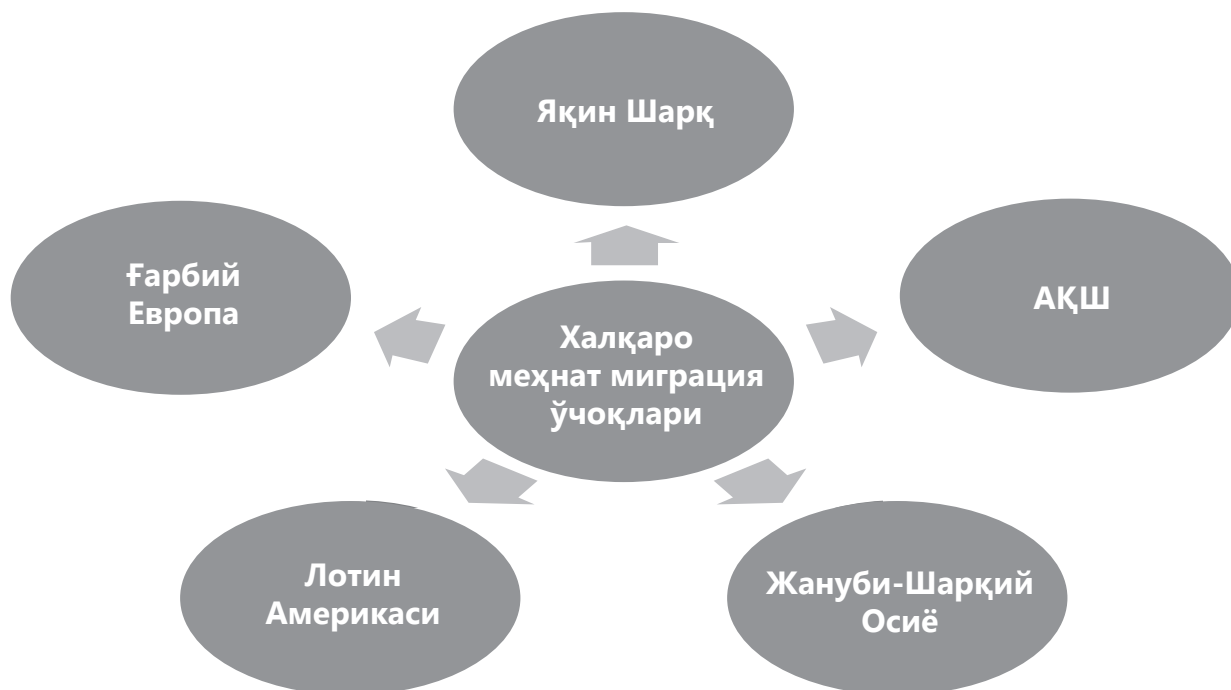 Яқин Шарқ
Ғарбий
Европа
АҚШ
Халқаро
меҳнат миграция
ўчоқлари
Лотин
Америкаси
Жануби-Шарқий
Осиё